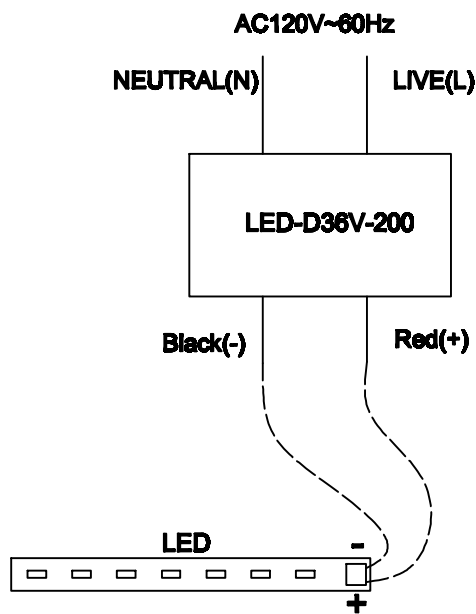 AC120V~60Hz
NEUTRAL(N) LIVE(L)
LED-D36V-200
Black(-) Red(+)
LED
-
+